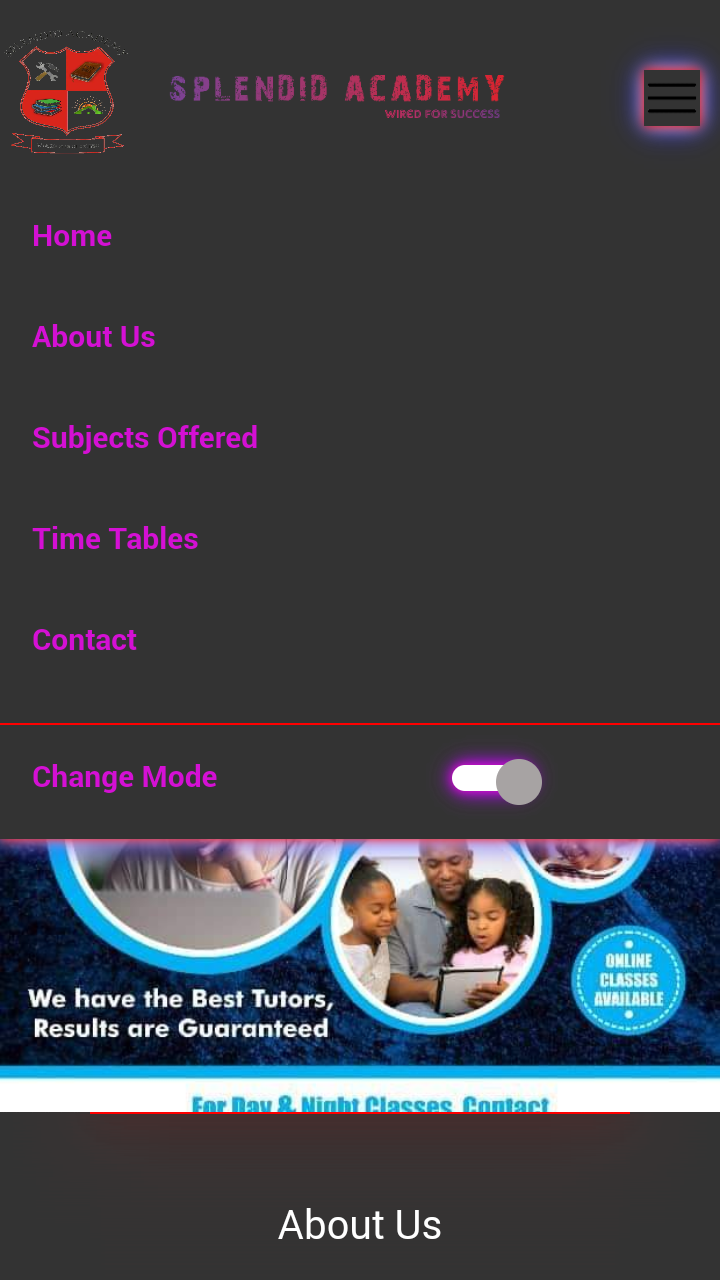 SPLENDID ACADEMY
WIRED FOR SUCCESS
Home
About Us
Subjects Offered
Time Tables
Contact
Change Mode
ONLINE
CLASSES
AVAILABLE
We have the Best Tutors,
Results are Guaranteed
For Day & Night Classes, Contact
About Us